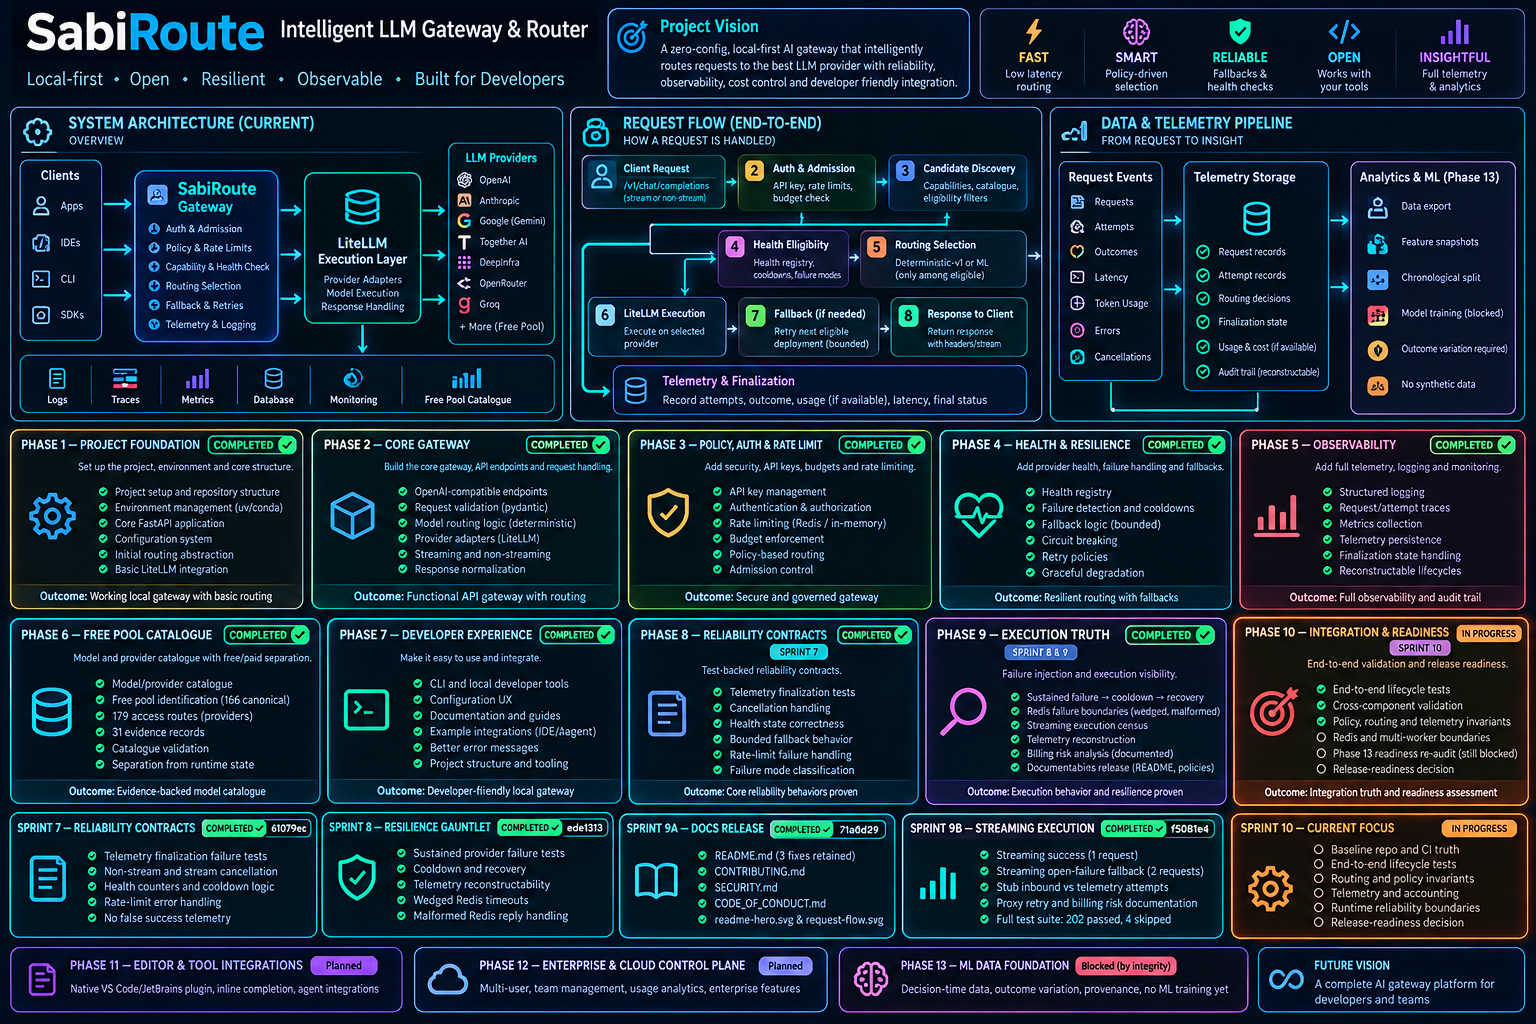 SabiRoute Intelligent LLM Gateway & Router
Local-first • Open • Resilient • Observable • Built for Developers
Project Vision
A zero-config, local-first AI gateway that intelligently
routes requests to the best LLM provider with reliability,
observability, cost control and developer friendly integration.
FAST
Low latency
routing
SMART
Policy-driven
selection
RELIABLE
Fallbacks &
health checks
OPEN
Works with
your tools
INSIGHTFUL
Full telemetry
& analytics
SYSTEM ARCHITECTURE (CURRENT)
OVERVIEW
Clients
Apps
IDEs
CLI
SDKs
SabiRoute
Gateway
Auth & Admission
Policy & Rate Limits
Capability & Health Check
Routing Selection
Fallback & Retries
Telemetry & Logging
LiteLLM
Execution Layer
Provider Adapters
Model Execution
Response Handling
LLM Providers
OpenAI
Anthropic
Google (Gemini)
Together AI
DeepInfra
OpenRouter
Groq
+ More (Free Pool)
Logs
Traces
Metrics
Database
Monitoring
Free Pool Catalogue
REQUEST FLOW (END-TO-END)
HOW A REQUEST IS HANDLED)
Client Request
/v1/chat/completions
(stream or non-stream)
2 Auth & Admission
API key, rate limits,
budget check
3 Candidate Discovery
Capabilities, catalogue,
eligibility filters
4 Health Elligibiity
Health registry,
cooldowns, failure modes
5 Routing Selection
Deterministic-v1 or ML
(only among eligible)
6 LiteLLM Execution
Execute on selected
provider
7 Fallback (if needed)
Retry next eligible
deployment (bounded)
8 Response to Client
Return response
with headers/stream
Telemetry & Finalization
Record attempts, outcome, usage (if available), latency, final status
DATA & TELEMETRY PIPELINE
FROM REQUEST TO INSIGHT
Request Events
Requests
Attempts
Outcomes
Latency
Token Usage
Errors
Cancellations
Telemetry Storage
Request records
Attempt records
Routing decisions
Finalization state
Usage & cost (if available)
Audit trail (reconstructable)
Analytics & ML (Phase 13)
Data export
Feature snapshots
Chronological split
Model training (blocked)
Outcome variation required)
No synthetic data
PHASE 1 — PROJECT FOUNDATION COMPLETED
Set up the project, environment and core structure.
Project setup and repository structure
Environment management (uv/conda)
Core FastAPI application
Configuration system
Initial routing abstraction
Basic LiteLLM integration
Outcome: Working local gateway with basic routing
PHASE 2 — CORE GATEWAY COMPLETED
Build the core gateway, API endpoints and request handling.
OpenAI-compatible endpoints
Request validation (pydantic)
Model routing logic (deterministic)
Provider adapters (LiteLLM)
Streaming and non-streaming
Response normalization
Outcome: Functional API gateway with routing
PHASE 3 — POLICY, AUTH & RATE LIMIT COMPLETED
Add security, API keys, budgets and rate limiting.
API key management
Authentication & authorization
Rate limiting (Redis / in-memory)
Budget enforcement
Policy-based routing
Admission control
Outcome: Secure and governed gateway
PHASE 4 — HEALTH & RESILIENCE COMPLETED
Add provider health, failure handling and fallbacks.
Health registry
Failure detection and cooldowns
Fallback logic (bounded)
Circuit breaking
Retry policies
Graceful degradation
Outcome: Resilient routing with fallbacks
PHASE 5 — OBSERVABILITY COMPLETED
Add full telemetry, logging and monitoring.
Structured logging
Request/attempt traces
Metrics collection
Telemetry persistence
Finalization state handling
Reconstructable lifecycles
Outcome: Full observability and audit trail
PHASE 6 — FREE POOL CATALOGUE COMPLETED
Model and provider catalogue with free/paid separation.
Model/provider catalogue
Free pool identification (166 canonical)
179 access routes (providers)
31 evidence records
Catalogue validation
Separation from runtime state
Outcome: Evidence-backed model catalogue
PHASE 7 — DEVELOPER EXPERIENCE COMPLETED
Make it easy to use and integrate.
CLI and local developer tools
Configuration UX
Documentation and guides
Example integrations (IDE/Aagent)
Better error messages
Project structure and tooling
Outcome: Developer-friendly local gateway
PHASE 8 — RELIABILITY CONTRACTS COMPLETED
SPRINT 7
Test-backed reliability contracts.
Telemetry finalization tests
Cancellation handling
Health state correctness
Bounded fallback behavior
Rate-limit failure handling
Failure mode classification
Outcome: Core reliability behaviors proven
PHASE 9 — EXECUTION TRUTH COMPLETED
SPRINT 8 & 9
Failure injection and execution visibility.
Sustained failure → cooldown → recovery
Redis failure boundaries (wedged, malformed)
Streaming execution census
Telemetry reconstruction
Billing risk analysis (documented)
Documentabins release (README, policies)
Outcome: Execution behavior and resilience proven
PHASE 10 — INTEGRATION & READINESS IN PROGRESS
SPRINT 10
End-to-end validation and release readiness.
End-to-end lifecycle tests
Cross-component validation
Policy, routing and telemetry invariants
Redis and multi-worker boundaries
Phase 13 readiness re-audit (still blocked)
Release-readiness decision
Outcome: Integration truth and readiness assessment
SPRINT 7 — RELIABILITY CONTRACTS COMPLETED 61079ec
Telemetry finalization failure tests
Non-stream and stream cancellation
Health counters and cooldown logic
Rate-limit error handling
No false success telemetry
SPRINT 8 — RESILIENCE GAUNTLET COMPLETED ede1313
Sustained provider failure tests
Cooldown and recovery
Telemetry reconstructability
Wedged Redis timeouts
Malformed Redis reply handling
SPRINT 9A — DOCS RELEASE COMPLETED 71a0d29
README.md (3 fixes retained)
CONTRIBUTING.md
SECURITY.md
CODE_OF_CONDUCT.md
readme-hero.svg & request-flow.svg
SPRINT 9B — STREAMING EXECUTION COMPLETED f5081e4
Streaming success (1 request)
Streaming open-failure fallback (2 requests)
Stub inbound vs telemetry attempts
Proxy retry and billing risk documentation
Full test suite: 202 passed, 4 skipped
SPRINT 10 — CURRENT FOCUS IN PROGRESS
Baseline repo and CI truth
End-to-end lifecycle tests
Routing and policy invariants
Telemetry and accounting
Runtime reliability boundaries
Release-readiness decision
PHASE 11 — EDITOR & TOOL INTEGRATIONS Planned
Native VS Code/JetBrains plugin, inline completion, agent integrations
PHASE 12 — ENTERPRISE & CLOUD CONTROL PLANE Planned
Multi-user, team management, usage analytics, enterprise features
PHASE 13 — ML DATA FOUNDATION Blocked (by integrity)
Decision-time data, outcome variation, provenance, no ML training yet
FUTURE VISION
A complete AI gateway platform for
developers and teams